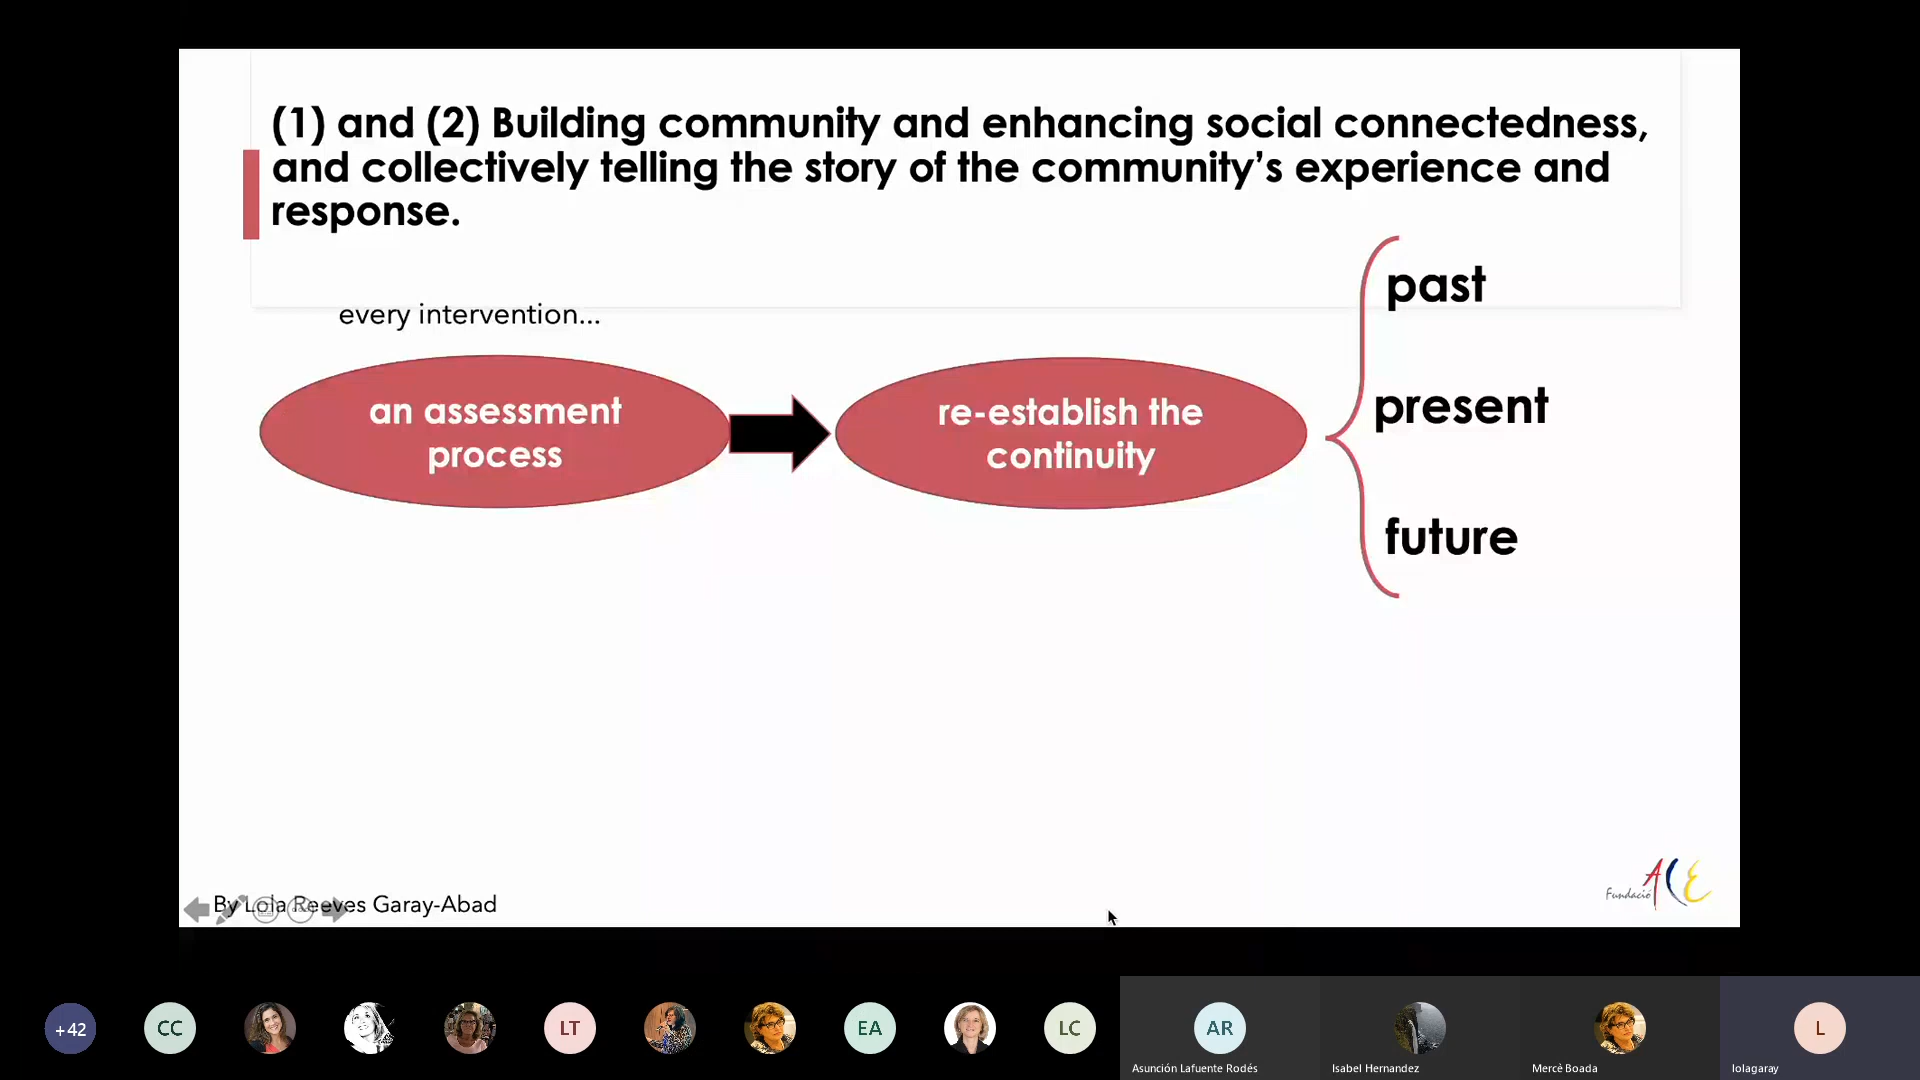 (1) and (2) Building community and enhancing social connectedness,
and collectively telling the story of the community’s experience and
response.
every intervention...
an assessment
process
re-establish the
continuity
past
present
future
By Lola Reeves Garay-Abad
Fundació ACE
+42
CC
LT
EA
LC
AR
L
Asunción Lafuente Rodés
Isabel Hernandez
Mercè Boada
lolagaray